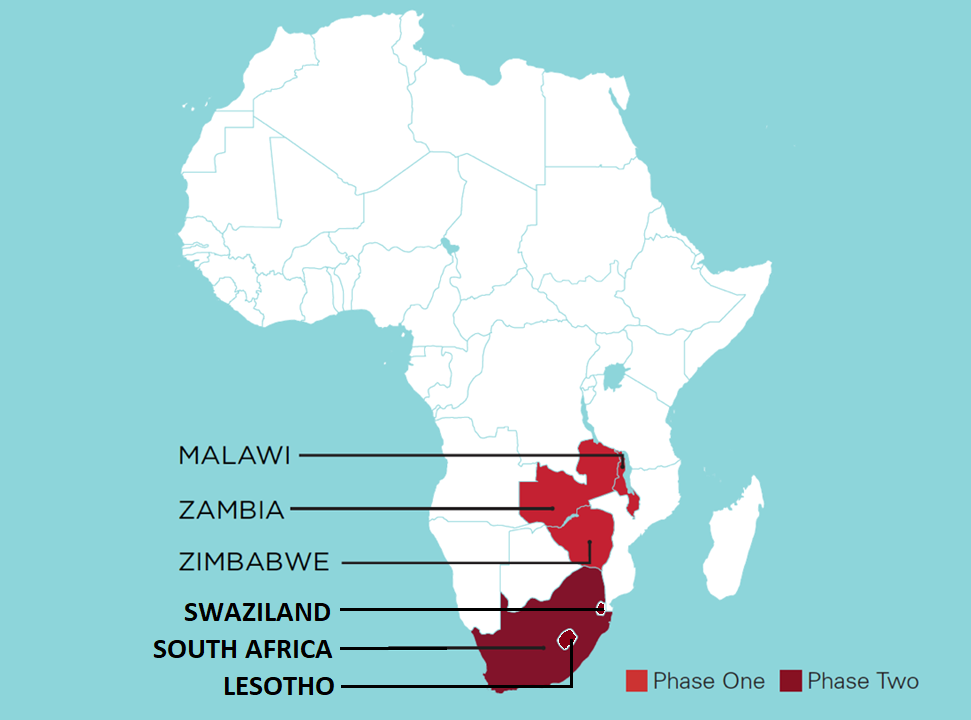 MALAWI
ZAMBIA
ZIMBABWE
SWAZILAND
SOUTH AFRICA
LESOTHO
Phase One
Phase Two